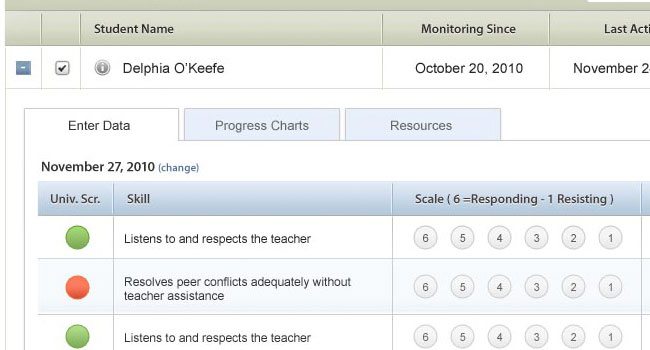 Student Name Monitoring Since Last Acti
Delphia O'Keefe October 20, 2010 November 2
Enter Data Progress Charts Resources
November 27, 2010 (change)
Univ. Scr. Skill Scale ( 6 =Responding - 1 Resisting )
Listens to and respects the teacher 6 5 4 3 2 1
Resolves peer conflicts adequately without
teacher assistance 6 5 4 3 2 1
Listens to and respects the teacher 6 5 4 3 2 1